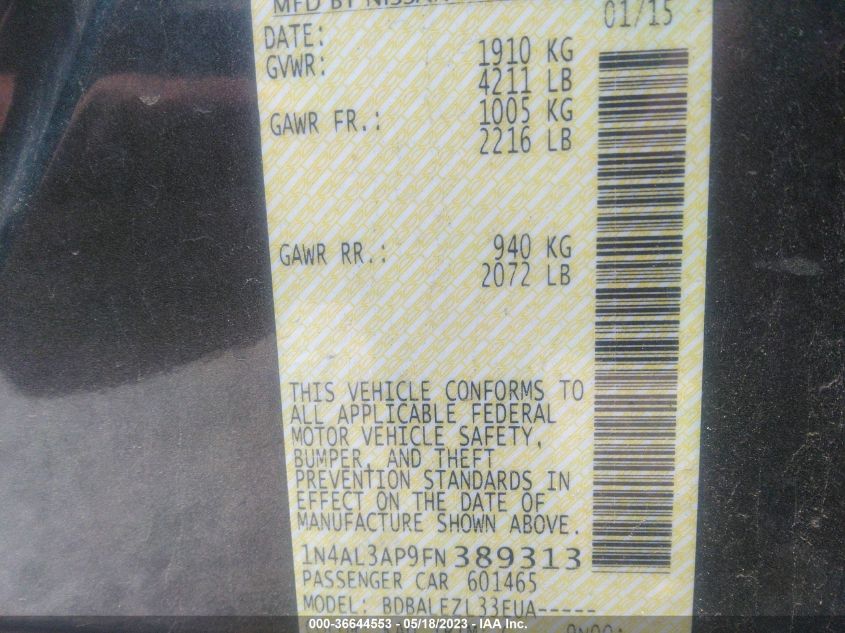 MFD BY NISSAN
DATE: 01/15
GVWR: 1910 KG
4211 LB
GAWR FR.: 1005 KG
2216 LB
GAWR RR.: 940 KG
2072 LB
THIS VEHICLE CONFORMS TO
ALL APPLICABLE FEDERAL
MOTOR VEHICLE SAFETY,
BUMPER, AND THEFT
PREVENTION STANDARDS IN
EFFECT ON THE DATE OF
MANUFACTURE SHOWN ABOVE.
1N4AL3AP9FN389313
PASSENGER CAR 601465
MODEL: BDBALEZL33EUA-----
000-36644553 - 05/18/2023 - IAA Inc.